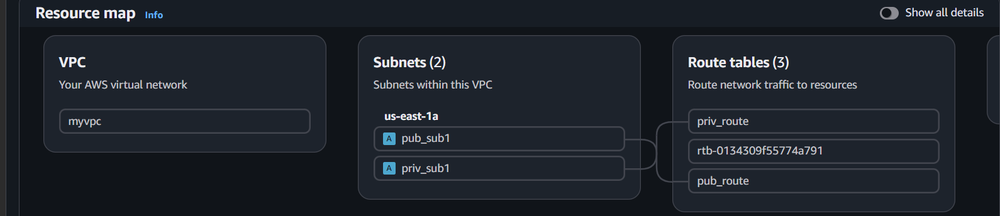 Resource map Info
Show all details
VPC
Your AWS virtual network
myvpc
Subnets (2)
Subnets within this VPC
us-east-1a
A pub_sub1
A priv_sub1
Route tables (3)
Route network traffic to resources
priv_route
rtb-0134309f55774a791
pub_route